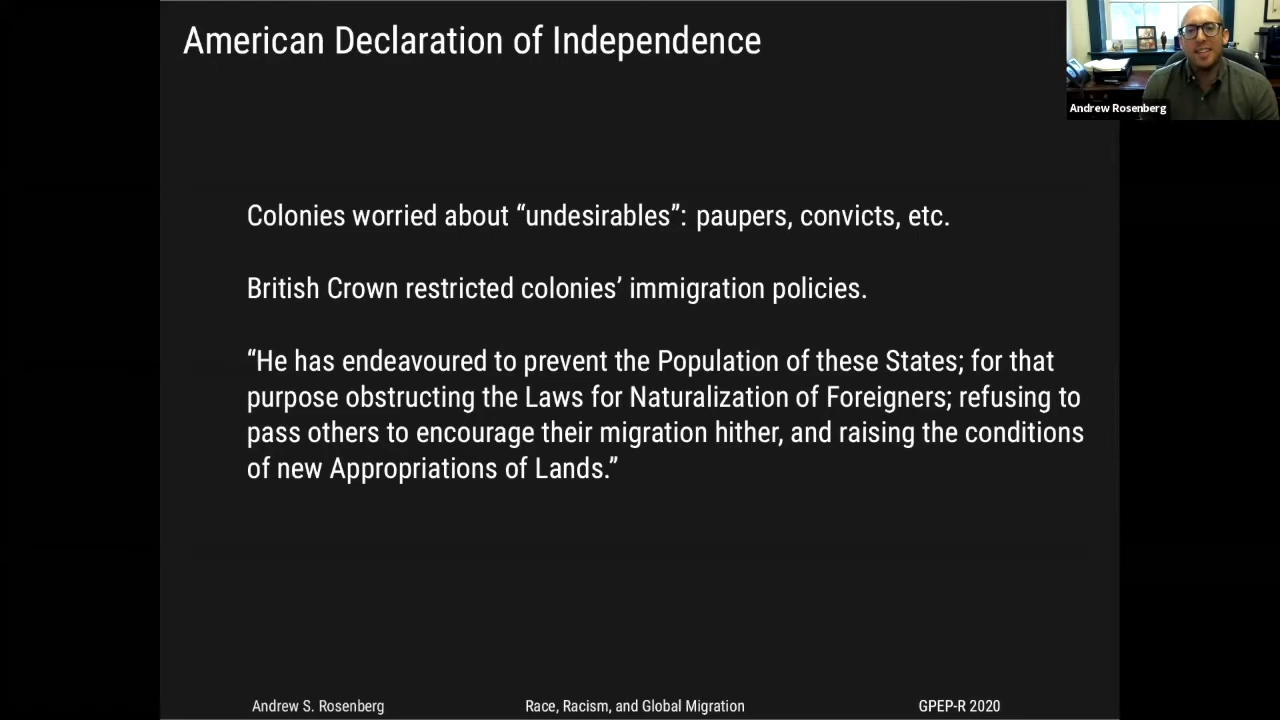 American Declaration of Independence
Andrew Rosenberg
Colonies worried about “undesirables”: paupers, convicts, etc.
British Crown restricted colonies’ immigration policies.
“He has endeavoured to prevent the Population of these States; for that
purpose obstructing the Laws for Naturalization of Foreigners; refusing to
pass others to encourage their migration hither, and raising the conditions
of new Appropriations of Lands.”
Andrew S. Rosenberg
Race, Racism, and Global Migration
GPEP-R 2020